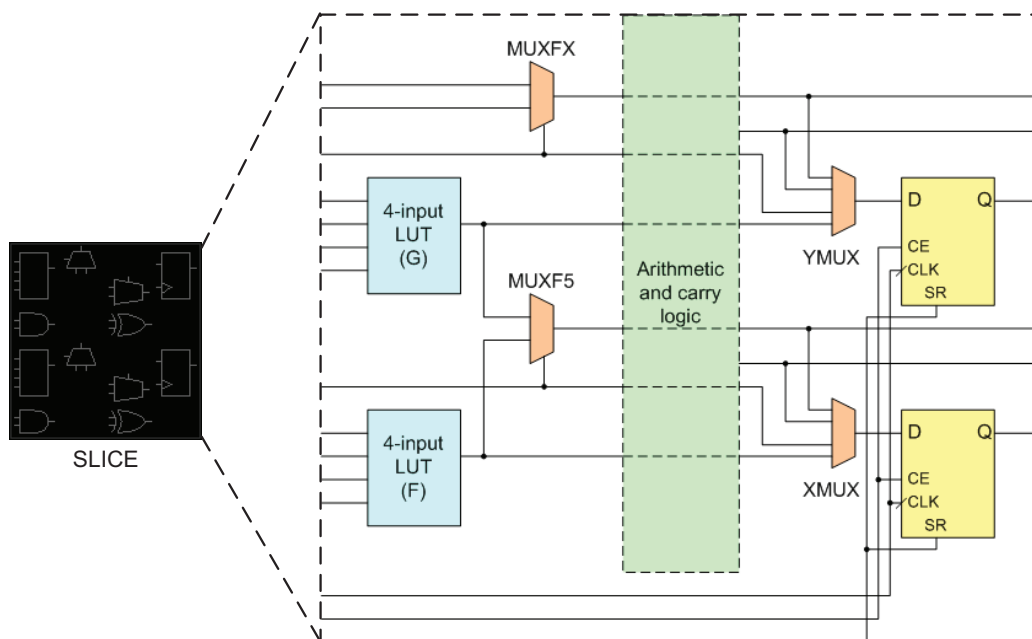 MUXFX
4-input
LUT
(G)
D
Q
CE
CLK
SR
YMUX
MUXF5
Arithmetic
and carry
logic
SLICE
4-input
LUT
(F)
D
Q
CE
CLK
SR
XMUX